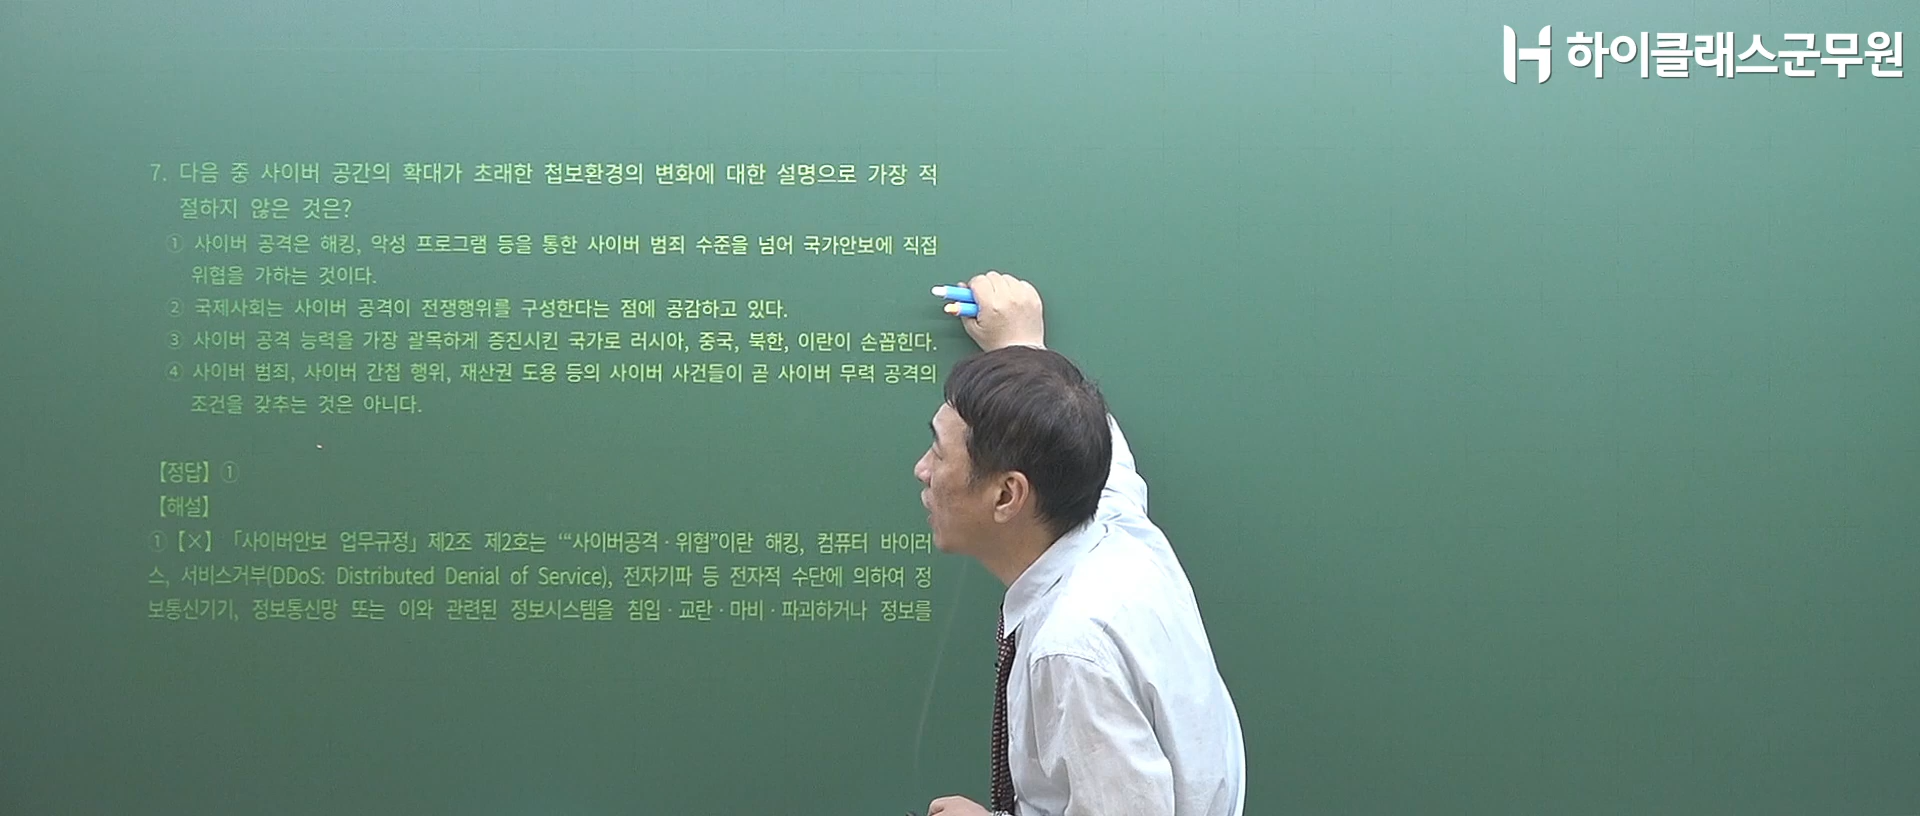 하이클래스군무원
7. 다음 중 사이버 공간의 확대가 초래한 첩보환경의 변화에 대한 설명으로 가장 적
절하지 않은 것은?
① 사이버 공격은 해킹, 악성 프로그램 등을 통한 사이버 범죄 수준을 넘어 국가안보에 직접
위협을 가하는 것이다.
② 국제사회는 사이버 공격이 전쟁행위를 구성한다는 점에 공감하고 있다.
③ 사이버 공격 능력을 가장 괄목하게 증진시킨 국가로 러시아, 중국, 북한, 이란이 손꼽힌다.
④ 사이버 범죄, 사이버 간첩 행위, 재산권 도용 등의 사이버 사건들이 곧 사이버 무력 공격의
조건을 갖추는 것은 아니다.
【정답】 ①
【해설】
① 【×】 「사이버안보 업무규정」 제2조 제2호는 ‘“사이버공격·위협”이란 해킹, 컴퓨터 바이러
스, 서비스거부(DDoS: Distributed Denial of Service), 전자기파 등 전자적 수단에 의하여 정
보통신기기, 정보통신망 또는 이와 관련된 정보시스템을 침입·교란·마비·파괴하거나 정보를